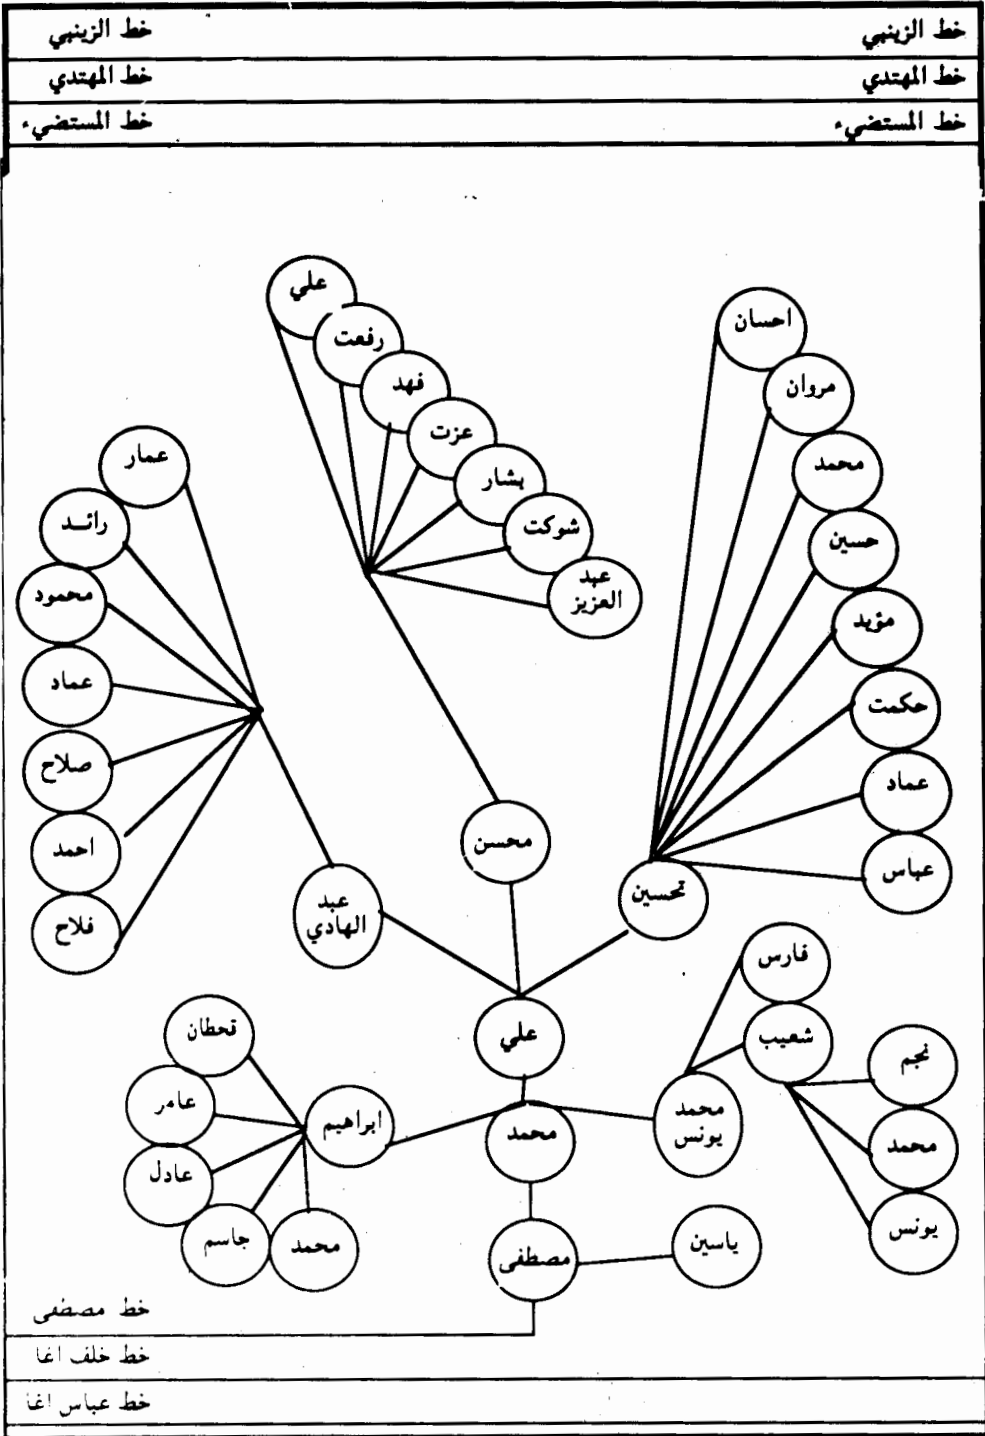 خط الزينبي
خط الزينبي
خط المهتدي
خط المهتدي
خط المستضيء
خط المستضيء
احسان
مروان
محمد
حسين
مؤيد
حكمت
عماد
عباس
تحسين
علي
رفعت
فهد
عزت
بشار
شوكت
عبد
العزيز
محسن
عمار
رائد
محمود
عماد
صلاح
احمد
فلاح
عبد
الهادي
علي
فارس
شعيب
نجم
محمد
يونس
محمد
يونس
محمد
ابراهيم
قحطان
عامر
عادل
جاسم
محمد
ياسين
مصطفى
خط مصطفى
خط خلف اغا
خط عباس اغا